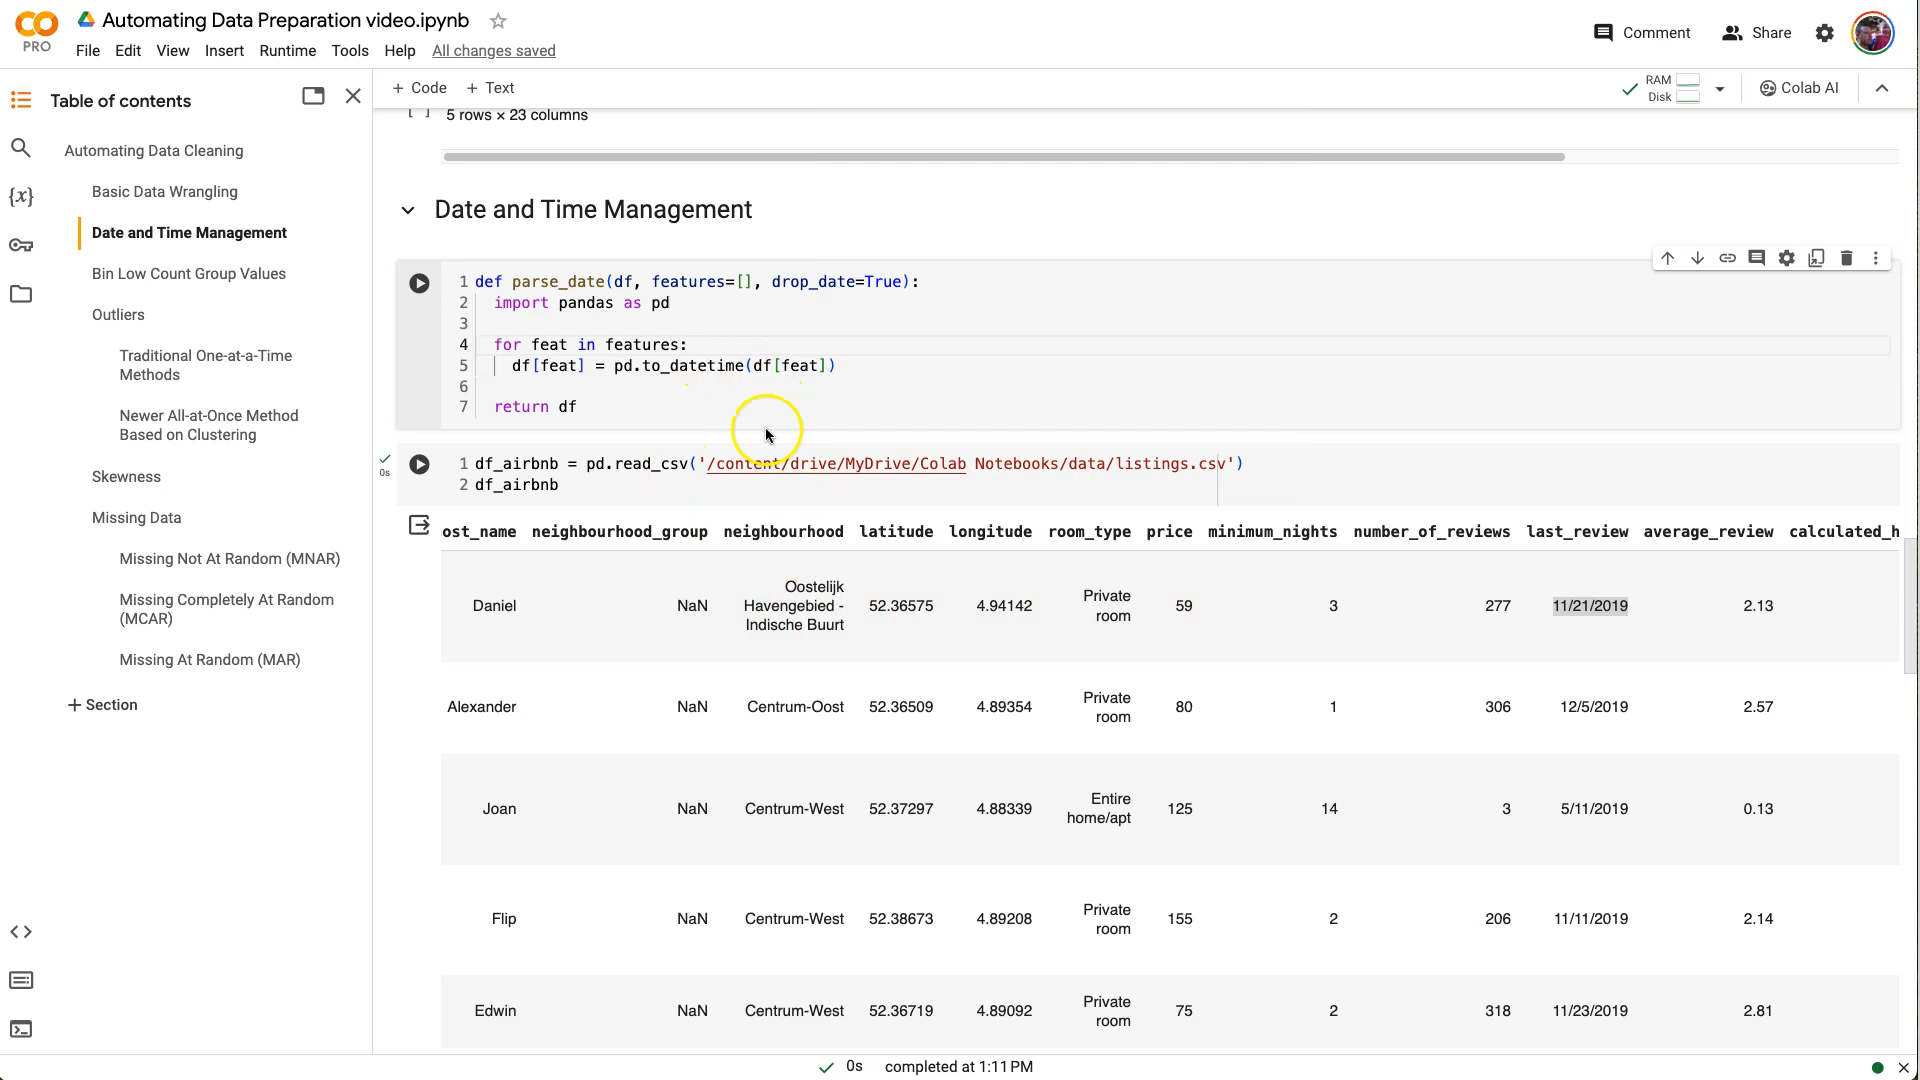 CO PRO
Automating Data Preparation video.ipynb
File Edit View Insert Runtime Tools Help All changes saved
Comment Share
Table of contents
Automating Data Cleaning
Basic Data Wrangling
Date and Time Management
Bin Low Count Group Values
Outliers
Traditional One-at-a-Time
Methods
Newer All-at-Once Method
Based on Clustering
Skewness
Missing Data
Missing Not At Random (MNAR)
Missing Completely At Random
(MCAR)
Missing At Random (MAR)
+ Section
+ Code + Text
RAM
Disk
Colab AI
[ ] 5 rows × 23 columns
Date and Time Management
1 def parse_date(df, features=[], drop_date=True):
2 import pandas as pd
3
4 for feat in features:
5 df[feat] = pd.to_datetime(df[feat])
6
7 return df
0s
1 df_airbnb = pd.read_csv('/content/drive/MyDrive/Colab Notebooks/data/listings.csv')
2 df_airbnb
ost_name neighbourhood_group neighbourhood latitude longitude room_type price minimum_nights number_of_reviews last_review average_review calculated_h
Daniel NaN Oostelijk Havengebied - Indische Buurt 52.36575 4.94142 Private room 59 3 277 11/21/2019 2.13
Alexander NaN Centrum-Oost 52.36509 4.89354 Private room 80 1 306 12/5/2019 2.57
Joan NaN Centrum-West 52.37297 4.88339 Entire home/apt 125 14 3 5/11/2019 0.13
Flip NaN Centrum-West 52.38673 4.89208 Private room 155 2 206 11/11/2019 2.14
Edwin NaN Centrum-West 52.36719 4.89092 Private room 75 2 318 11/23/2019 2.81
0s completed at 1:11 PM